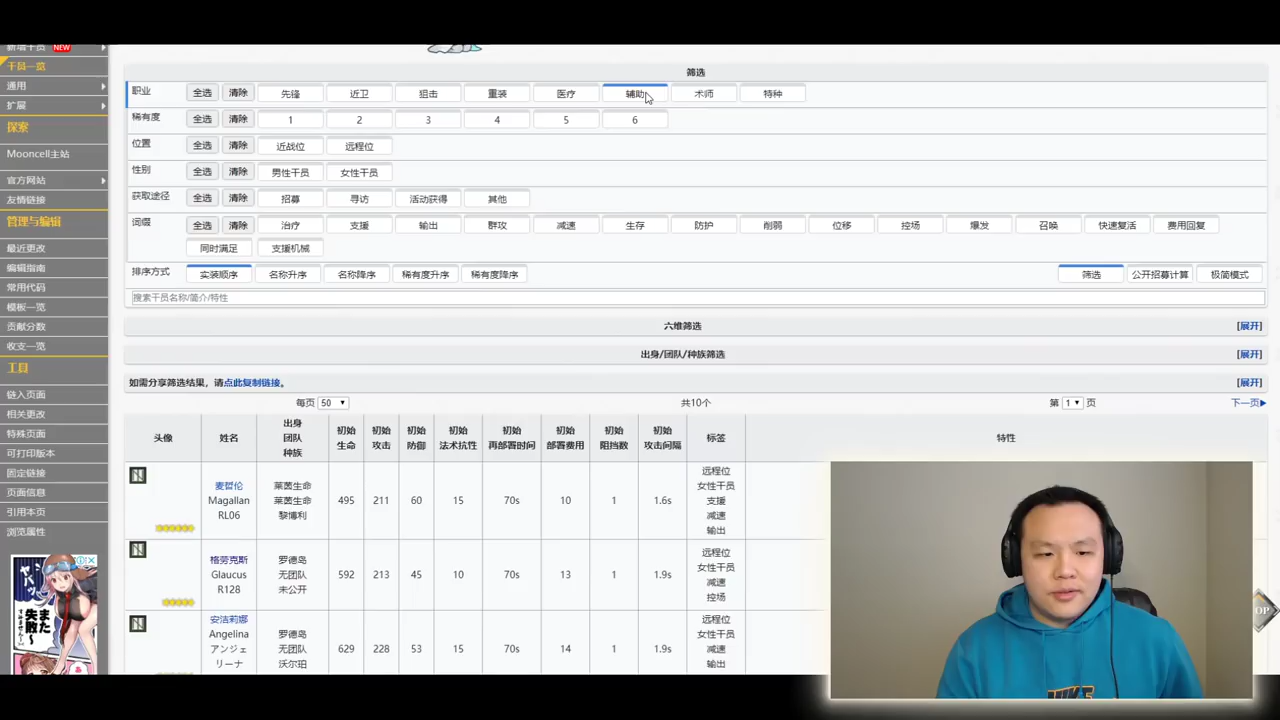 新增干员 NEW
干员一览
通用
扩展
探索
Mooncell主站
官方网站
友情链接
管理与编辑
最近更改
编辑指南
常用代码
模板一览
贡献分数
收支一览
工具
链入页面
相关更改
特殊页面
可打印版本
固定链接
页面信息
引用本页
浏览属性
また
失敗
筛选
职业 全选 清除 先锋 近卫 狙击 重装 医疗 辅助 术师 特种
稀有度 全选 清除 1 2 3 4 5 6
位置 全选 清除 近战位 远程位
性别 全选 清除 男性干员 女性干员
获取途径 全选 清除 招募 寻访 活动获得 其他
词缀 全选 清除 治疗 支援 输出 群攻 减速 生存 防护 削弱 位移 控场 爆发 召唤 快速复活 费用回复
同时满足 支援机械
排序方式 实装顺序 名称升序 名称降序 稀有度升序 稀有度降序 筛选 公开招募计算 极简模式
搜索干员名称/简介/特性
六堆筛选 [展开]
出身/团队/种族筛选 [展开]
如需分享筛选结果，请点此复制链接。 [展开]
每页 50 共10个 第 1 页 下一页
头像 姓名 出身 团队 种族 初始 生命 初始 攻击 初始 防御 初始 法术抗性 初始 再部署时间 初始 部署费用 初始 阻挡数 初始 攻击间隔 标签 特性
麦哲伦 Magallan RL06 莱茵生命 莱茵生命 黎博利 495 211 60 15 70s 10 1 1.6s 远程位 女性干员 支援 减速 输出
格劳克斯 Glaucus R128 罗德岛 无团队 未公开 592 213 45 10 70s 13 1 1.9s 远程位 女性干员 减速 控场
安洁莉娜 Angelina アンジェ リーナ 罗德岛 无团队 沃尔珀 629 228 53 15 70s 14 1 1.9s 远程位 女性干员 减速 输出
OP
NIKE